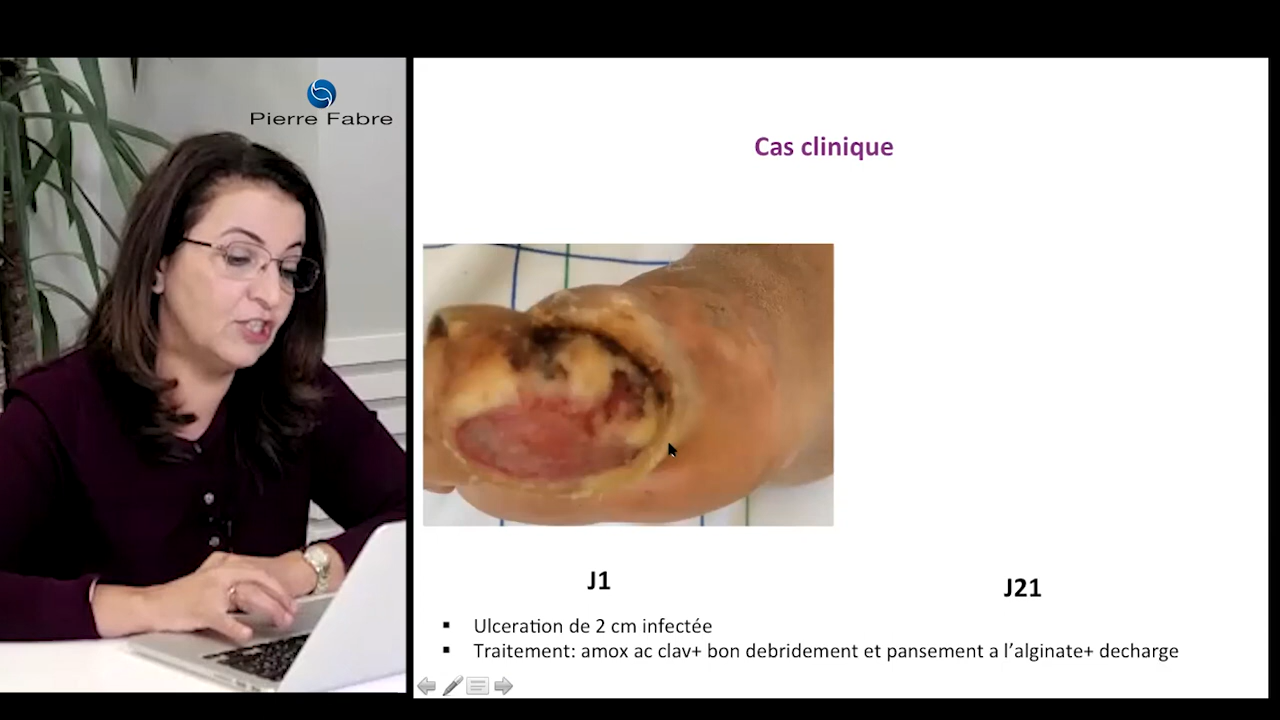 Pierre Fabre
Cas clinique
J1
J21
▪ Ulceration de 2 cm infectée
▪ Traitement: amox ac clav+ bon debridement et pansement a l’alginate+ decharge